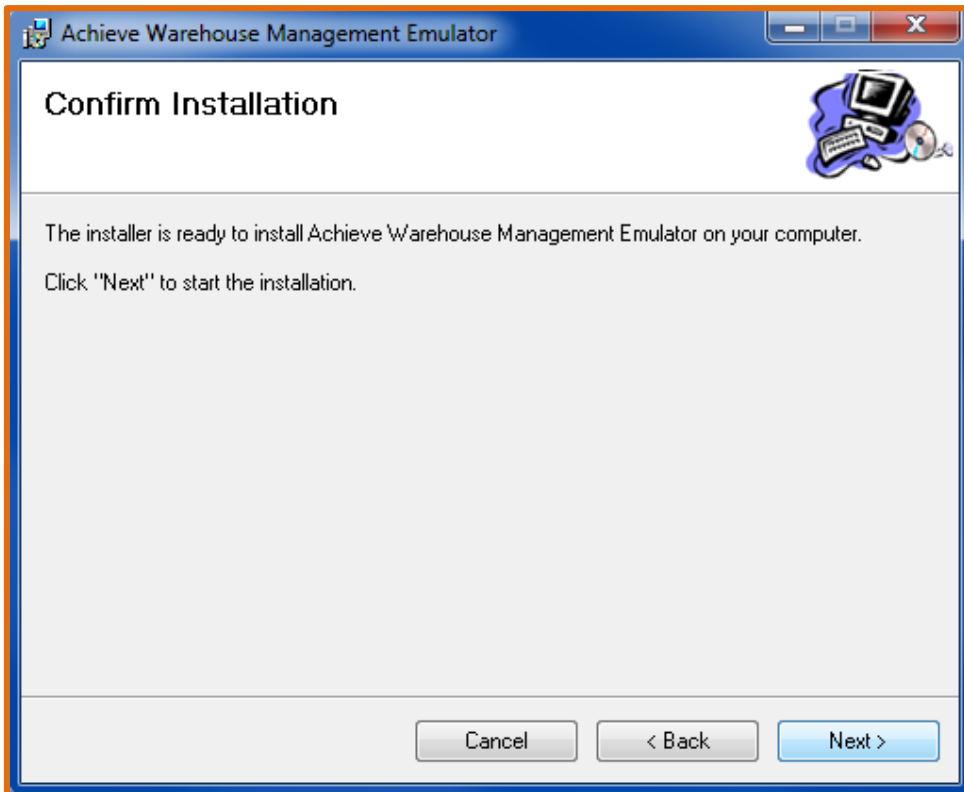 Achieve Warehouse Management Emulator
Confirm Installation
The installer is ready to install Achieve Warehouse Management Emulator on your computer.
Click "Next" to start the installation.
Cancel
< Back
Next >